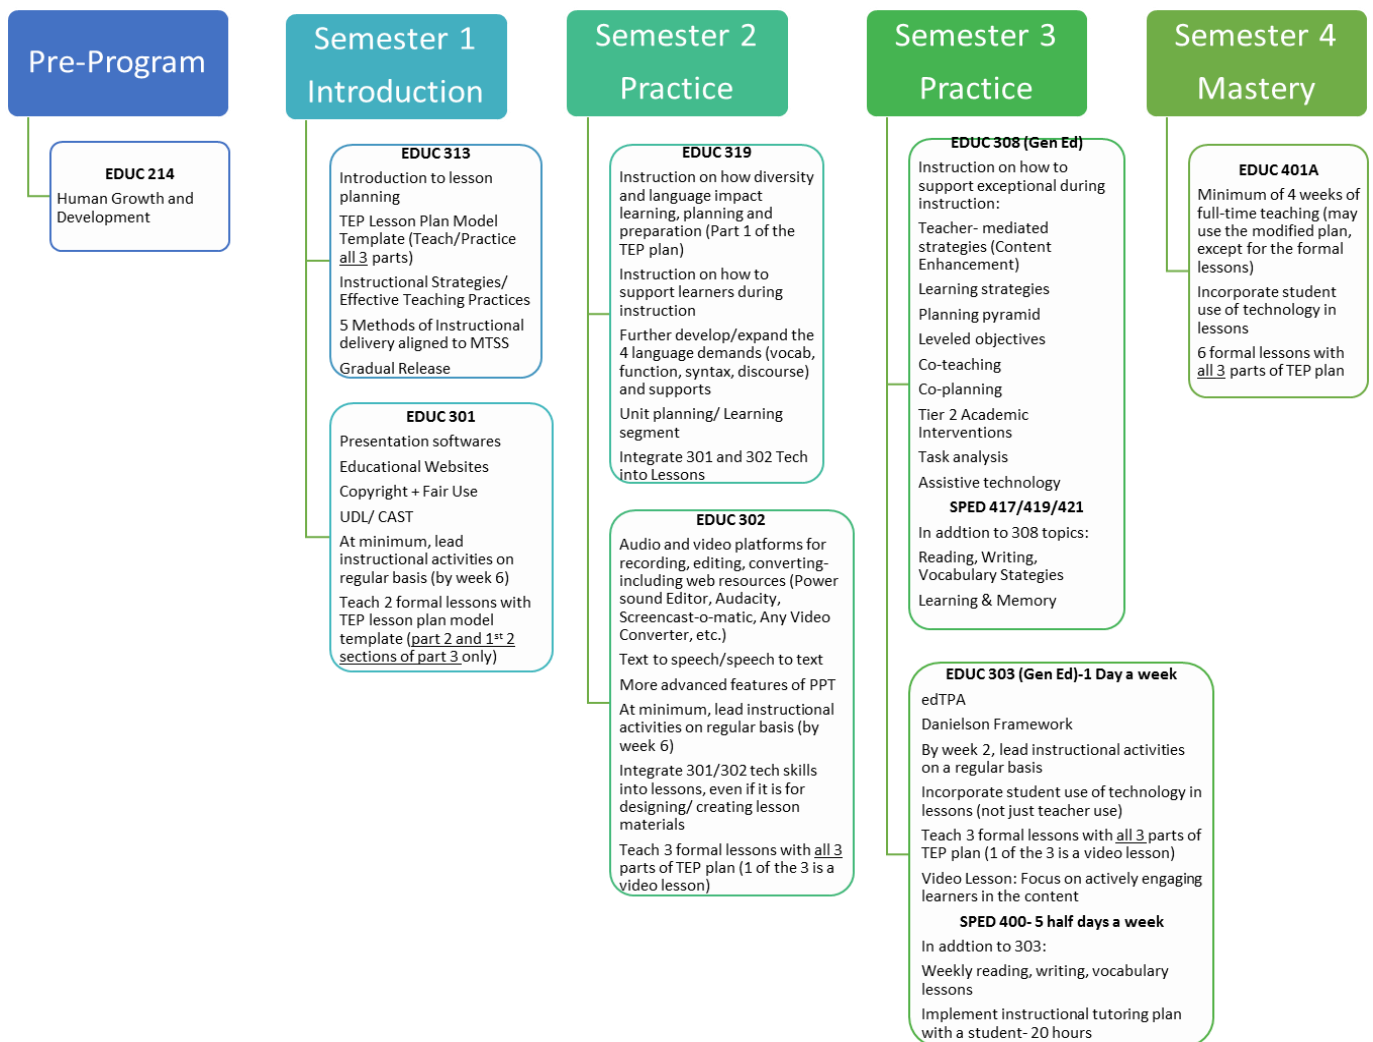 Pre-Program
EDUC 214
Human Growth and
Development
Semester 1
Introduction
EDUC 313
Introduction to lesson
planning
TEP Lesson Plan Model
Template (Teach/Practice
all 3 parts)
Instructional Strategies/
Effective Teaching Practices
5 Methods of Instructional
delivery aligned to MTSS
Gradual Release
EDUC 301
Presentation softwares
Educational Websites
Copyright + Fair Use
UDL/ CAST
At minimum, lead
instructional activities on
regular basis (by week 6)
Teach 2 formal lessons with
TEP lesson plan model
template (part 2 and 1st 2
sections of part 3 only)
Semester 2
Practice
EDUC 319
Instruction on how diversity
and language impact
learning, planning and
preparation (Part 1 of the
TEP plan)
Instruction on how to
support learners during
instruction
Further develop/expand the
4 language demands (vocab,
function, syntax, discourse)
and supports
Unit planning/ Learning
segment
Integrate 301 and 302 Tech
into Lessons
EDUC 302
Audio and video platforms for
recording, editing, converting-
including web resources (Power
sound Editor, Audacity,
Screencast-o-matic, Any Video
Converter, etc.)
Text to speech/speech to text
More advanced features of PPT
At minimum, lead instructional
activities on regular basis (by
week 6)
Integrate 301/302 tech skills
into lessons, even if it is for
designing/ creating lesson
materials
Teach 3 formal lessons with all 3
parts of TEP plan (1 of the 3 is a
video lesson)
Semester 3
Practice
EDUC 308 (Gen Ed)
Instruction on how to
support exceptional during
instruction:
Teacher- mediated
strategies (Content
Enhancement)
Learning strategies
Planning pyramid
Leveled objectives
Co-teaching
Co-planning
Tier 2 Academic
Interventions
Task analysis
Assistive technology
SPED 417/419/421
In addtion to 308 topics:
Reading, Writing,
Vocabulary Stategies
Learning & Memory
EDUC 303 (Gen Ed)-1 Day a week
edTPA
Danielson Framework
By week 2, lead instructional activities
on a regular basis
Incorporate student use of technology in
lessons (not just teacher use)
Teach 3 formal lessons with all 3 parts of
TEP plan (1 of the 3 is a video lesson)
Video Lesson: Focus on actively engaging
learners in the content
SPED 400- 5 half days a week
In addtion to 303:
Weekly reading, writing, vocabulary
lessons
Implement instructional tutoring plan
with a student- 20 hours
Semester 4
Mastery
EDUC 401A
Minimum of 4 weeks of
full-time teaching (may
use the modified plan,
except for the formal
lessons)
Incorporate student
use of technology in
lessons
6 formal lessons with
all 3 parts of TEP plan